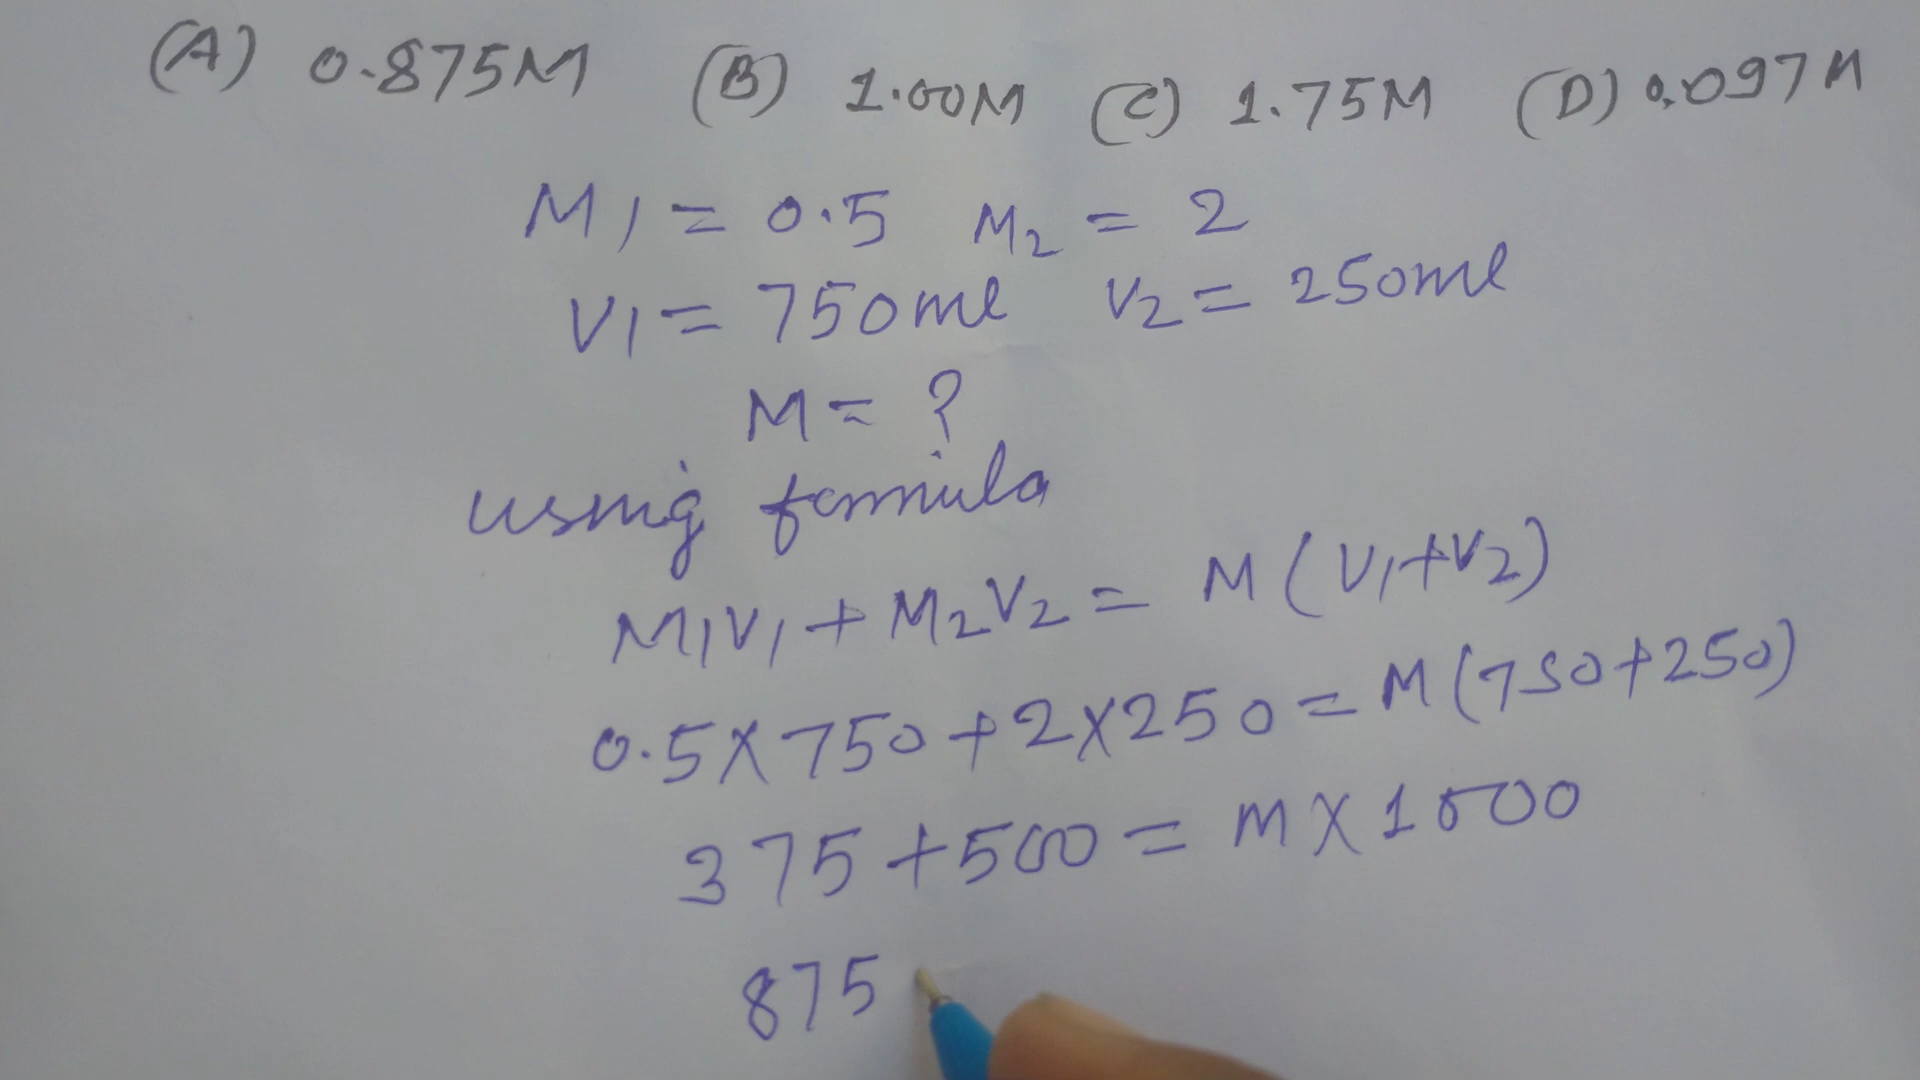 (A) 0.875M (B) 1.00M (C) 1.75M (D) 0.097M
M1 = 0.5 M2 = 2
V1 = 750ml V2 = 250ml
M = ?
using formula
M1V1 + M2V2 = M(V1+V2)
0.5X750+2X250=M(750+250)
375+500 = MX1000
875